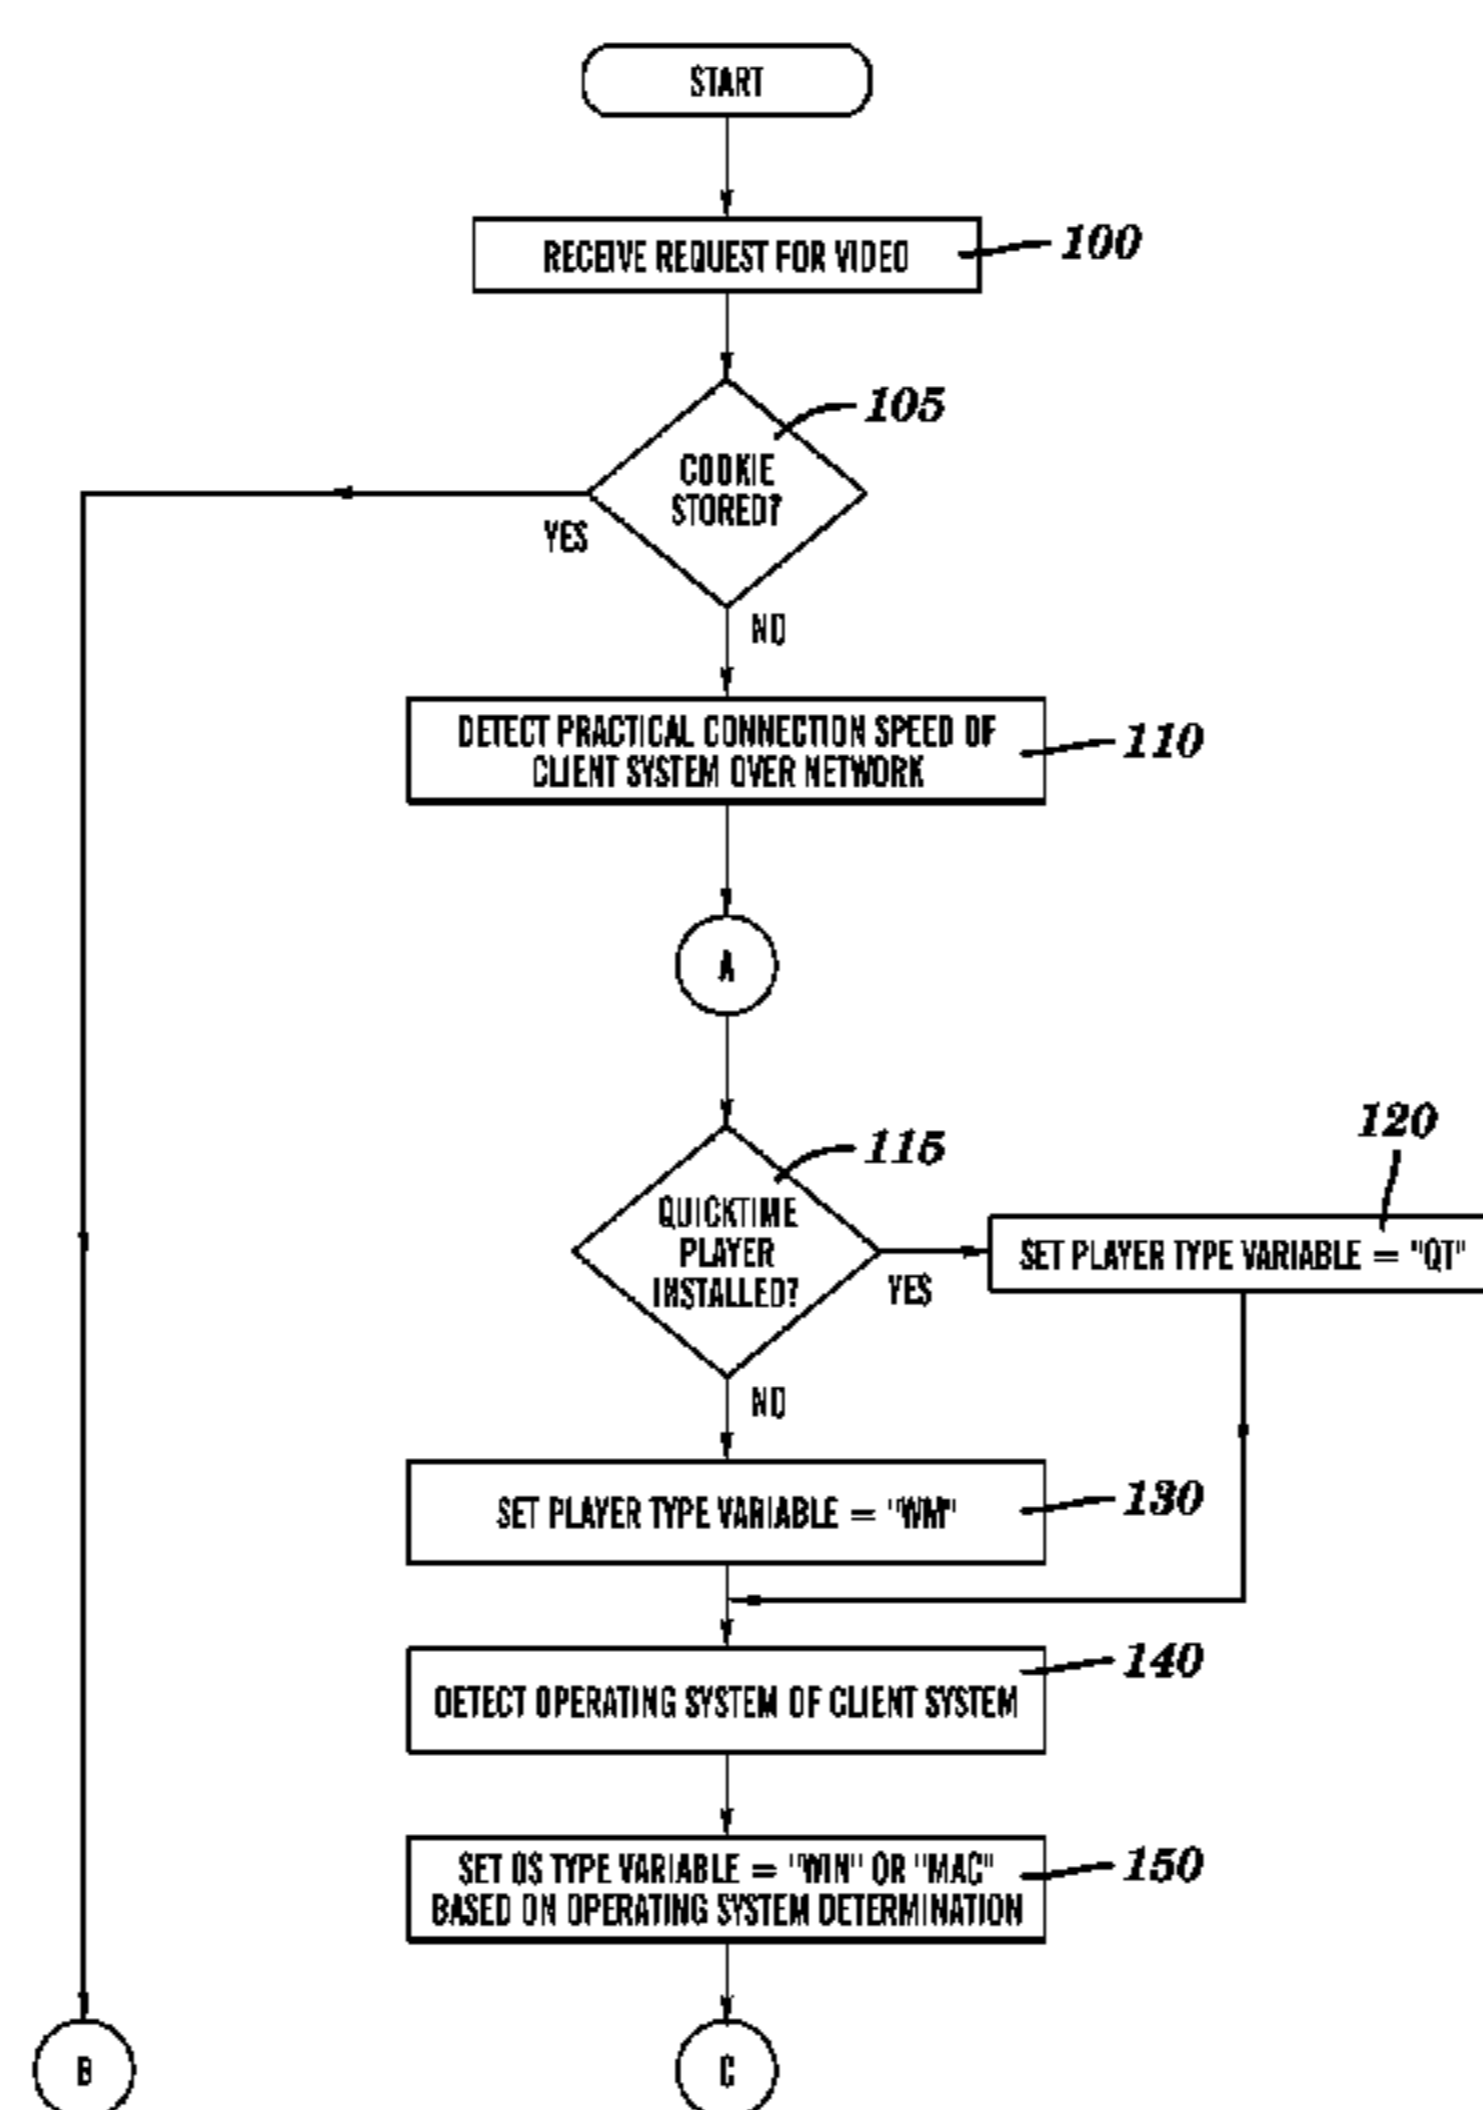 START
RECEIVE REQUEST FOR VIDEO
100
105
COOKIE
STORED?
YES
NO
DETECT PRACTICAL CONNECTION SPEED OF
CLIENT SYSTEM OVER NETWORK
110
A
115
QUICKTIME
PLAYER
INSTALLED?
YES
120
SET PLAYER TYPE VARIABLE = "QT"
NO
SET PLAYER TYPE VARIABLE = "WM"
130
140
DETECT OPERATING SYSTEM OF CLIENT SYSTEM
SET OS TYPE VARIABLE = "WIN" OR "MAC"
BASED ON OPERATING SYSTEM DETERMINATION
150
B
C